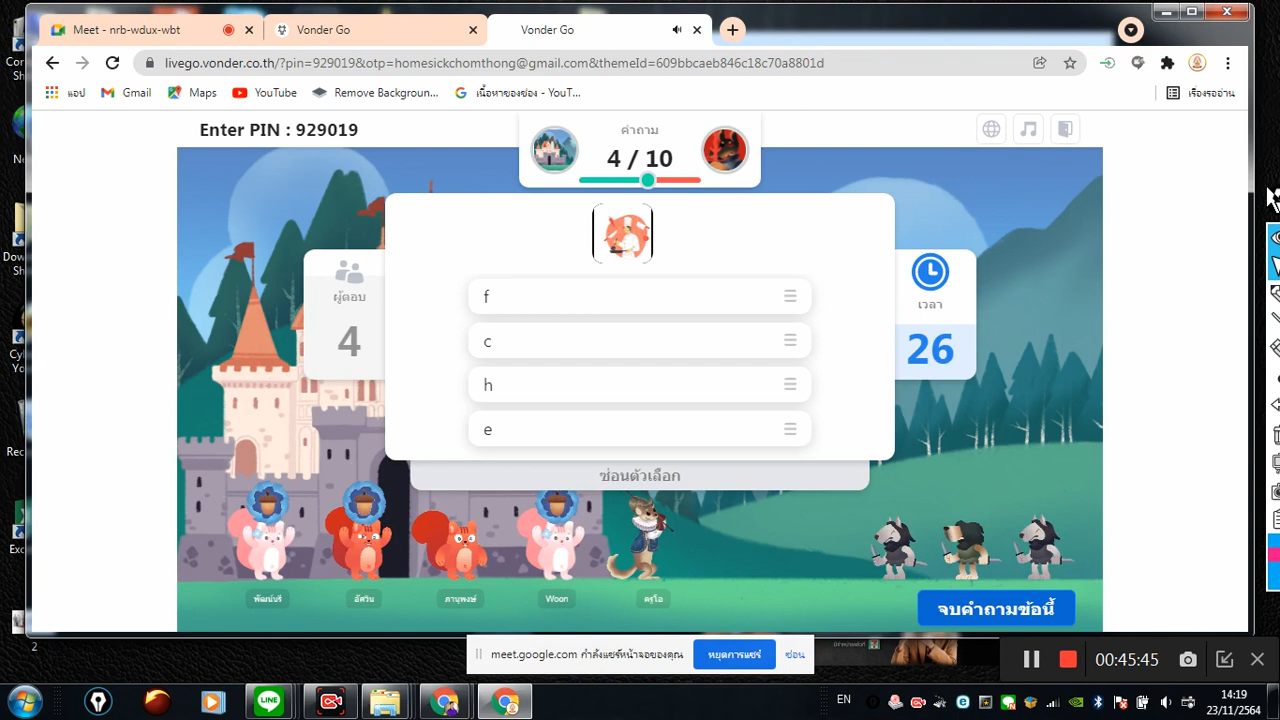 Meet - nrb-wdux-wbt
Vonder Go
Vonder Go
livego.vonder.co.th/?pin=929019&otp=homesickchomthong@gmail.com&themeId=609bbcaeb846c18c70a8801d
แอป
Gmail
Maps
YouTube
Remove Backgroun...
เนื้อหาของช่อง - YouT...
เรื่องรออ่าน
Enter PIN : 929019
คำถาม
4 / 10
ผู้ตอบ
4
เวลา
26
f
c
h
e
ซ่อนตัวเลือก
พัฒน์นรี
อัศวิน
ภานุพงษ์
Woon
ครูโอ
จบคำถามข้อนี้
2
meet.google.com กำลังแชร์หน้าจอของคุณ
หยุดการแชร์
ซ่อน
00:45:45
LINE
EN
14:19
23/11/2564